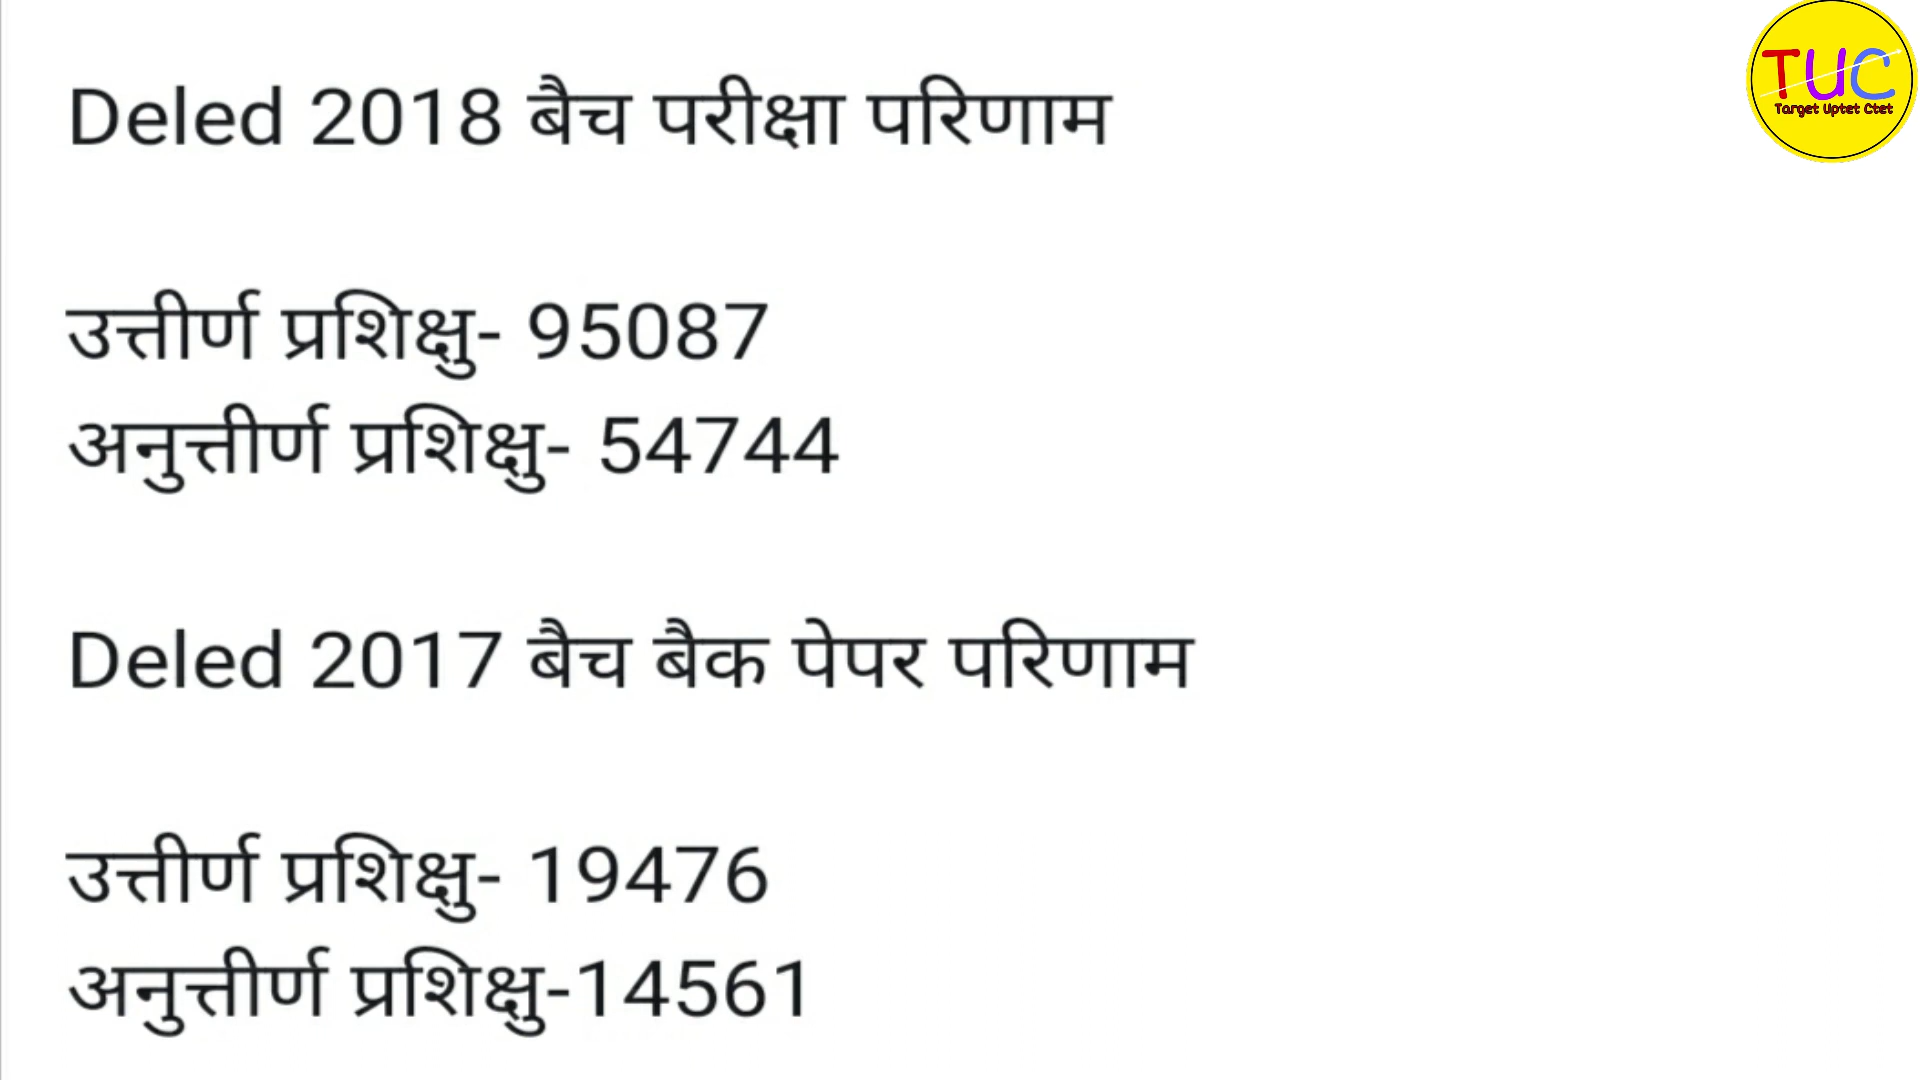 Deled 2018 बैच परीक्षा परिणाम
उत्तीर्ण प्रशिक्षु- 95087
अनुत्तीर्ण प्रशिक्षु- 54744
Deled 2017 बैच बैक पेपर परिणाम
उत्तीर्ण प्रशिक्षु- 19476
अनुत्तीर्ण प्रशिक्षु-14561
TUC
Target Uptet Ctet